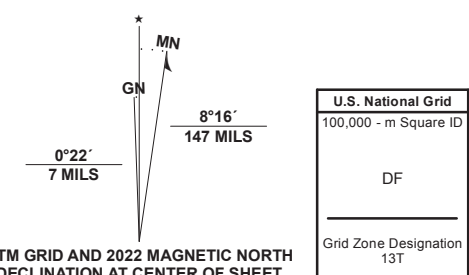 ★
MN
GN
8°16´
147 MILS
0°22´
7 MILS
TM GRID AND 2022 MAGNETIC NORTH
DECLINATION AT CENTER OF SHEET
U.S. National Grid
100,000 - m Square ID
DF
Grid Zone Designation
13T